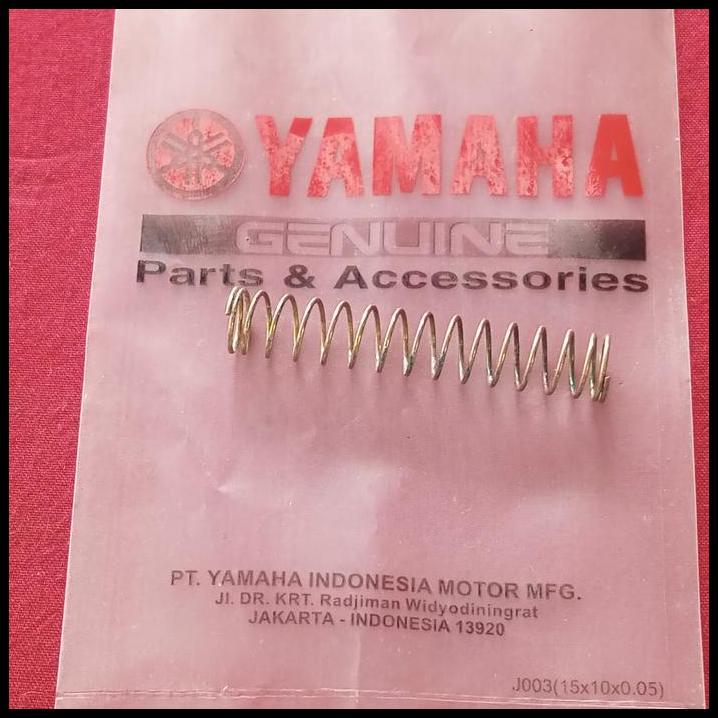 YAMAHA
GENUINE
Parts & Accessories
PT. YAMAHA INDONESIA MOTOR MFG.
Jl. DR. KRT. Radjiman Widyodiningrat
JAKARTA - INDONESIA 13920
J003(15x10x0.05)